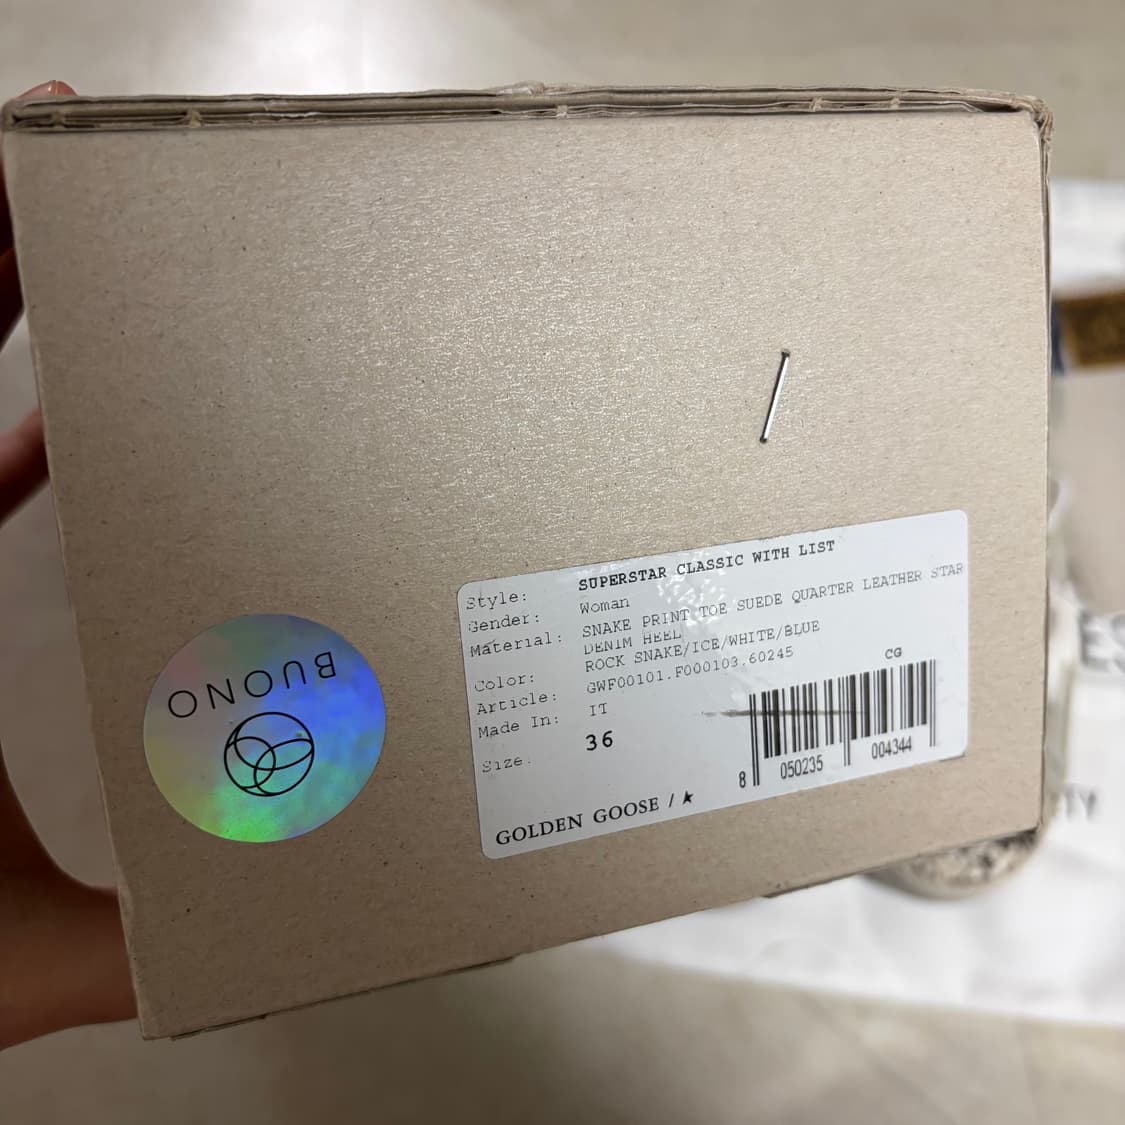 Style: SUPERSTAR CLASSIC WITH LIST
Gender: Woman
Material: SNAKE PRINT TOE SUEDE QUARTER LEATHER STAR
DENIM HEEL
Color: ROCK SNAKE/ICE/WHITE/BLUE
Article: GWF00101.F000103.60245
Made In: IT
CG
Size: 36
8 050235 004344
GOLDEN GOOSE / ★
BUONO
TY